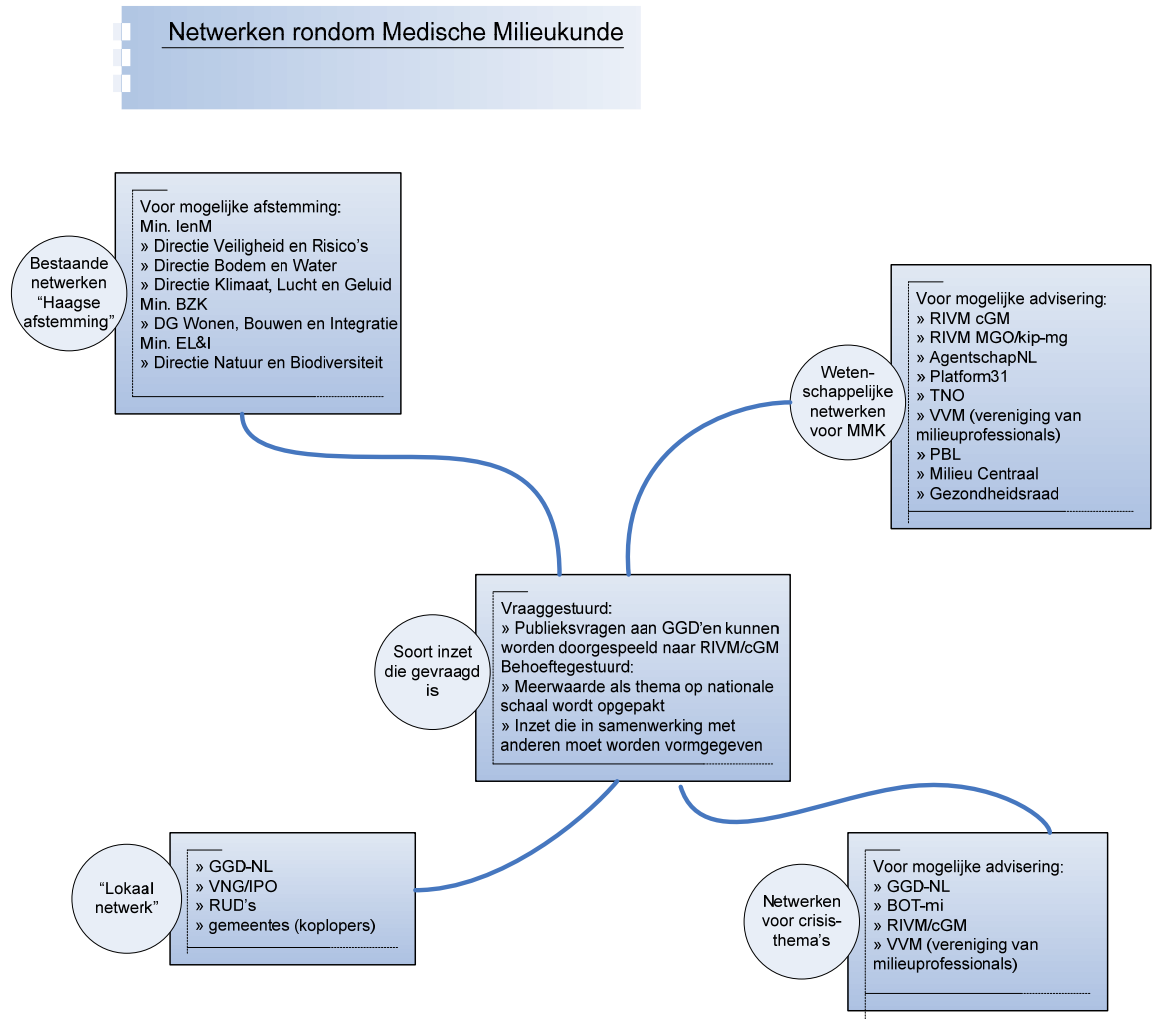 Netwerken rondom Medische Milieukunde
Bestaande
netwerken
“Haagse
afstemming”
Voor mogelijke afstemming:
Min. IenM
» Directie Veiligheid en Risico’s
» Directie Bodem en Water
» Directie Klimaat, Lucht en Geluid
Min. BZK
» DG Wonen, Bouwen en Integratie
Min. EL&I
» Directie Natuur en Biodiversiteit
Weten-
schappelijke
netwerken
voor MMK
Voor mogelijke advisering:
» RIVM cGM
» RIVM MGO/kip-mg
» AgentschapNL
» Platform31
» TNO
» VVM (vereniging van
milieuprofessionals)
» PBL
» Milieu Centraal
» Gezondheidsraad
Soort inzet
die gevraagd
is
Vraaggestuurd:
» Publieksvragen aan GGD’en kunnen
worden doorgespeeld naar RIVM/cGM
Behoeftegestuurd:
» Meerwaarde als thema op nationale
schaal wordt opgepakt
» Inzet die in samenwerking met
anderen moet worden vormgegeven
“Lokaal
netwerk”
» GGD-NL
» VNG/IPO
» RUD’s
» gemeentes (koplopers)
Netwerken
voor crisis-
thema’s
Voor mogelijke advisering:
» GGD-NL
» BOT-mi
» RIVM/cGM
» VVM (vereniging van
milieuprofessionals)